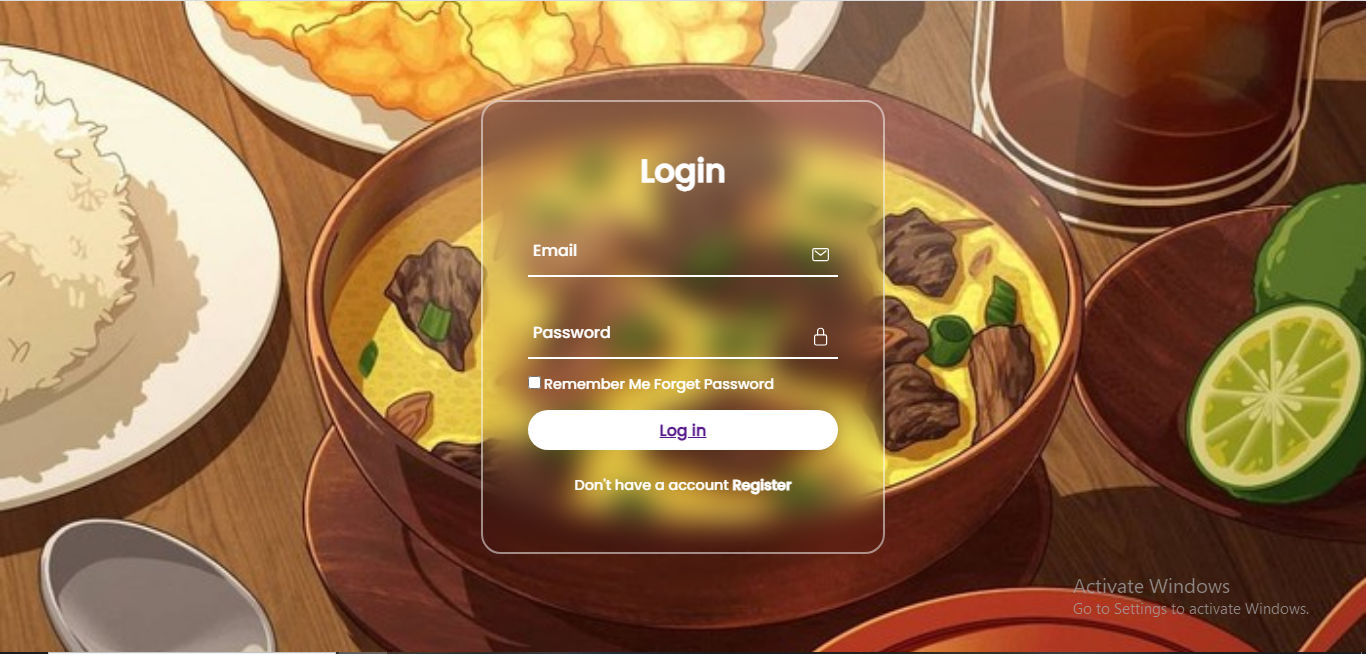 Login
Email
Password
Remember Me Forget Password
Log in
Don't have a account Register
Activate Windows
Go to Settings to activate Windows.